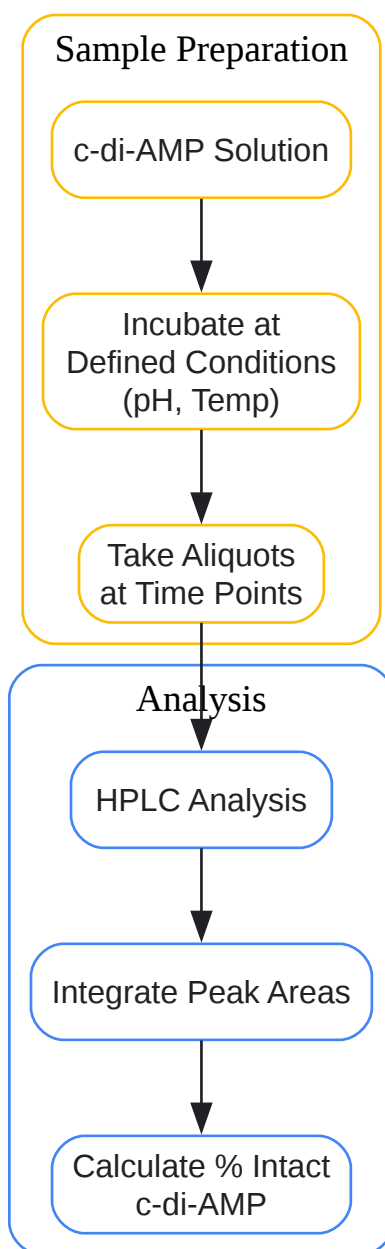 Sample Preparation
c-di-AMP Solution
Incubate at
Defined Conditions
(pH, Temp)
Take Aliquots
at Time Points
Analysis
HPLC Analysis
Integrate Peak Areas
Calculate % Intact
c-di-AMP